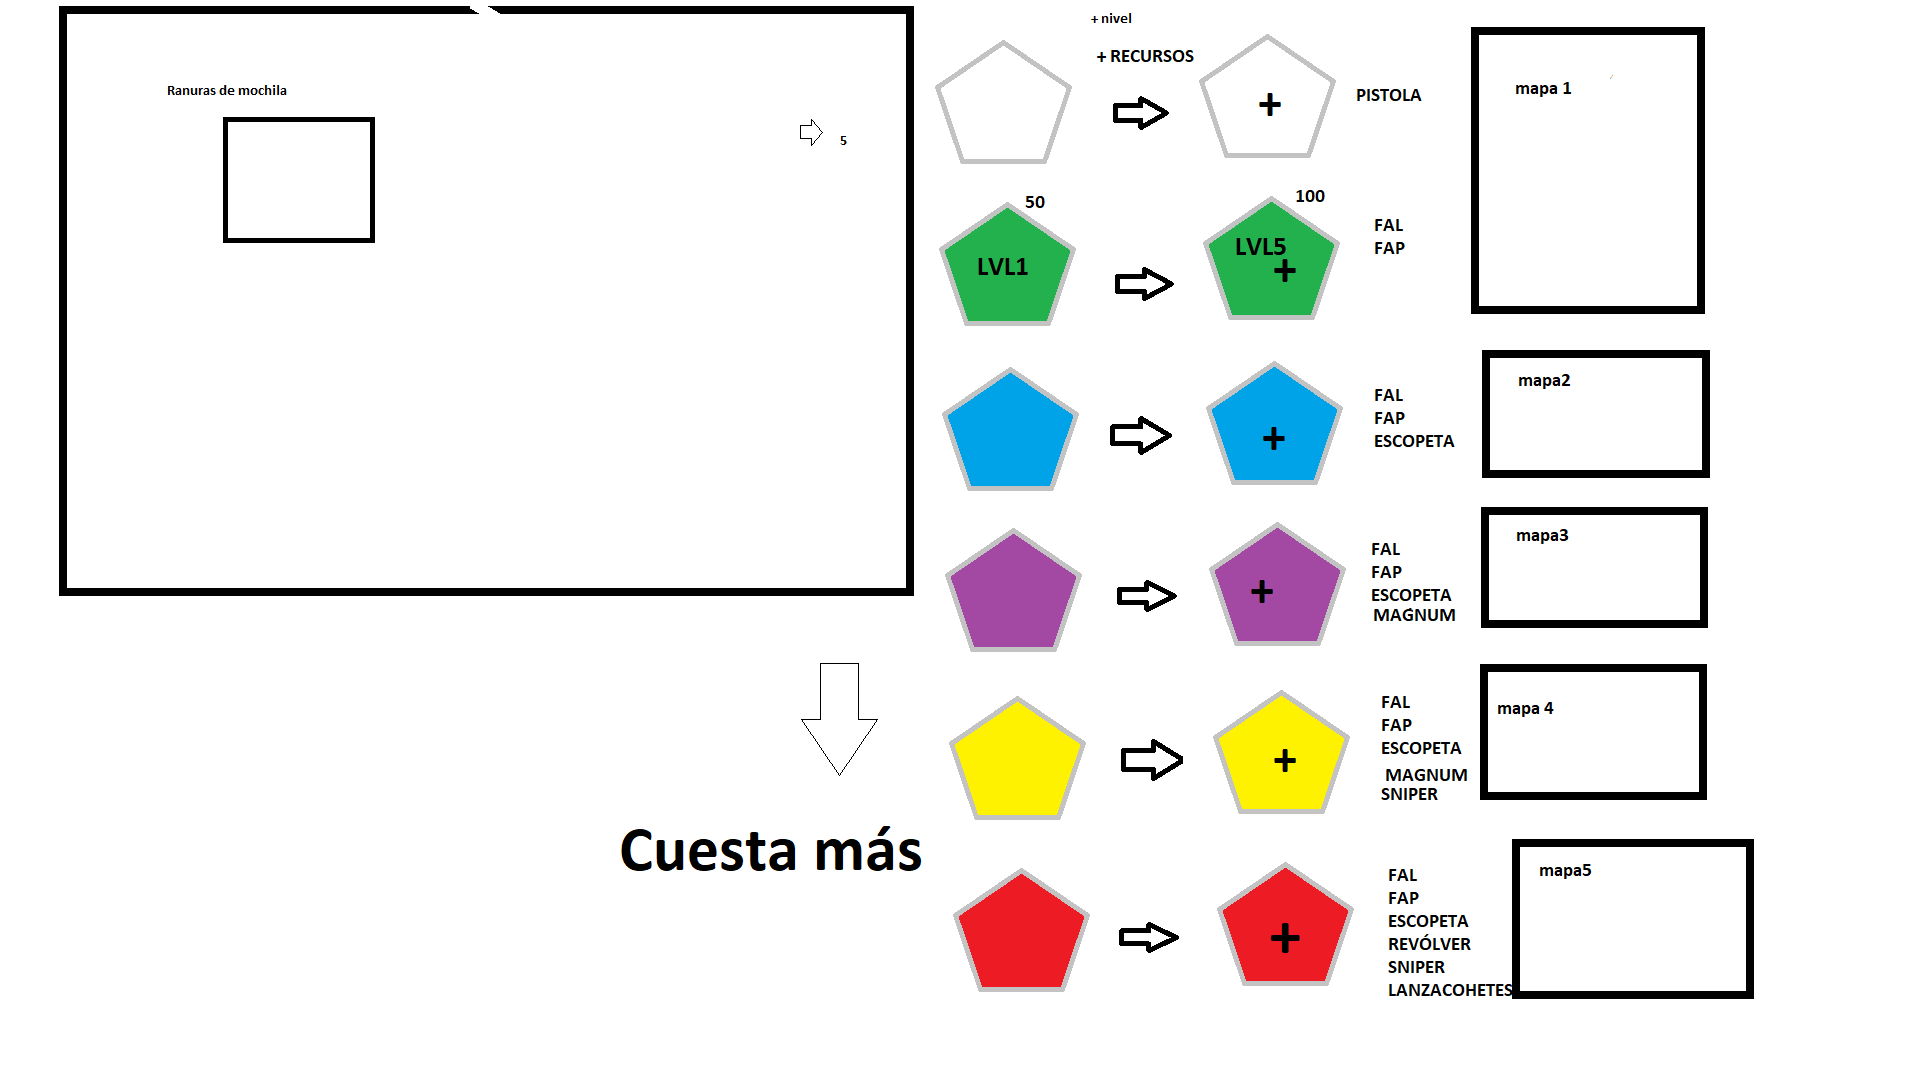 Ranuras de mochila
5
+ nivel
+ RECURSOS
+
PISTOLA
mapa 1
50
LVL1
100
LVL5
+
FAL
FAP
+
FAL
FAP
ESCOPETA
mapa2
+
FAL
FAP
ESCOPETA
MAGNUM
mapa3
+
FAL
FAP
ESCOPETA
MAGNUM
SNIPER
mapa 4
Cuesta más
+
FAL
FAP
ESCOPETA
REVÓLVER
SNIPER
LANZACOHETES
mapa5